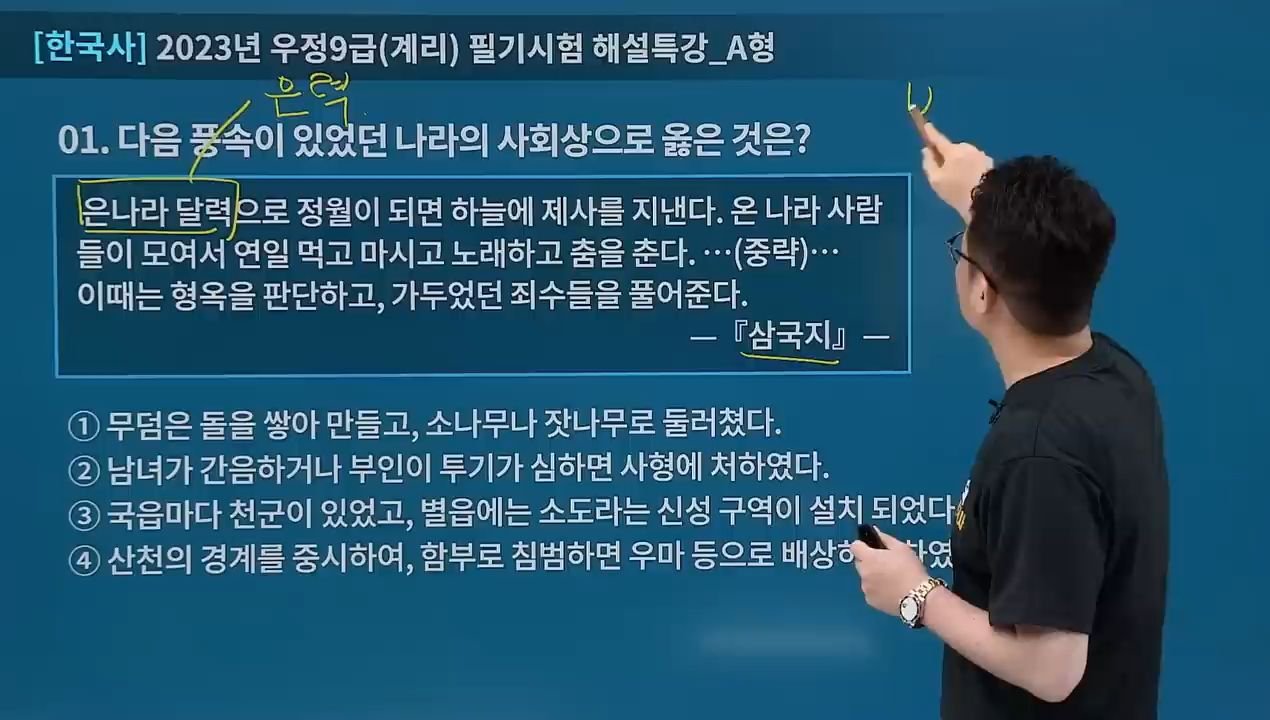 [한국사] 2023년 우정9급(계리) 필기시험 해설특강_A형
은력
01. 다음 풍속이 있었던 나라의 사회상으로 옳은 것은?
은나라 달력으로 정월이 되면 하늘에 제사를 지낸다. 온 나라 사람
들이 모여서 연일 먹고 마시고 노래하고 춤을 춘다. …(중략)…
이때는 형옥을 판단하고, 가두었던 죄수들을 풀어준다.
— 『삼국지』 —
① 무덤은 돌을 쌓아 만들고, 소나무나 잣나무로 둘러쳤다.
② 남녀가 간음하거나 부인이 투기가 심하면 사형에 처하였다.
③ 국읍마다 천군이 있었고, 별읍에는 소도라는 신성 구역이 설치 되었다
④ 산천의 경계를 중시하여, 함부로 침범하면 우마 등으로 배상하